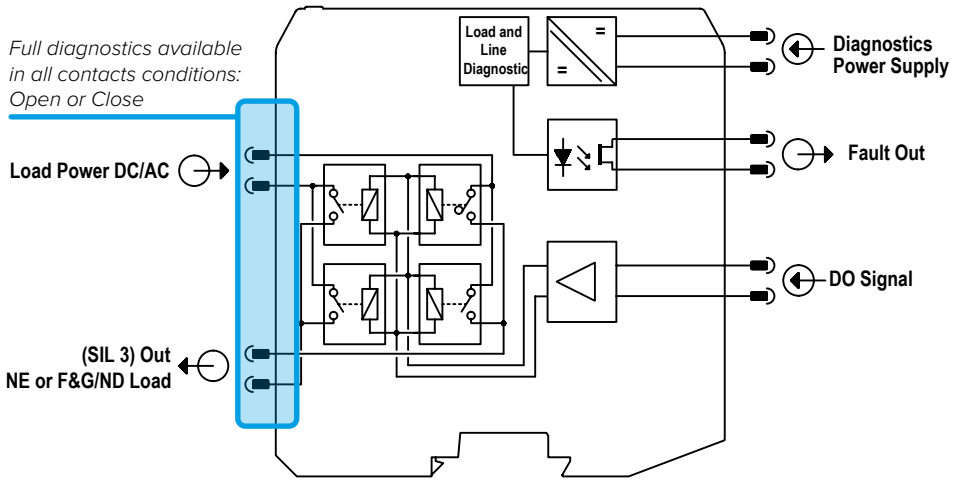 Full diagnostics available
in all contacts conditions:
Open or Close
Load and
Line
Diagnostic
=
=
Diagnostics
Power Supply
Load Power DC/AC
Fault Out
DO Signal
(SIL 3) Out
NE or F&G/ND Load